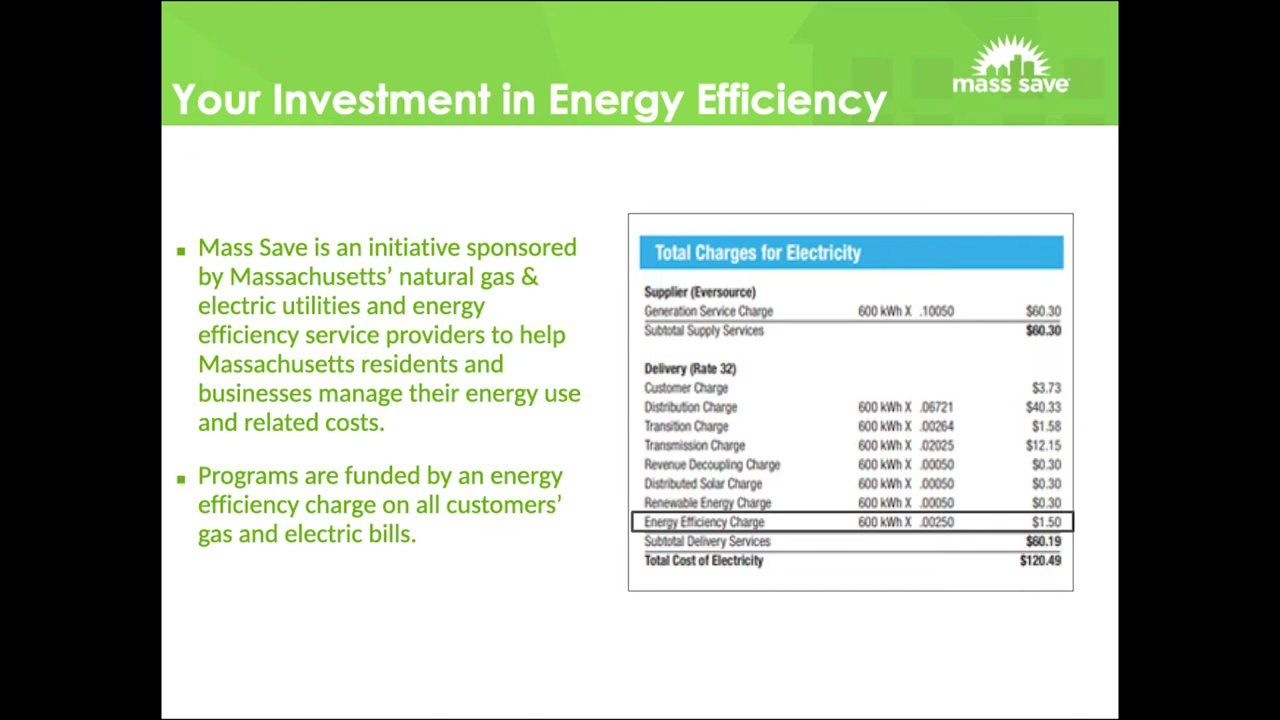 Your Investment in Energy Efficiency
mass save
Mass Save is an initiative sponsored
by Massachusetts’ natural gas &
electric utilities and energy
efficiency service providers to help
Massachusetts residents and
businesses manage their energy use
and related costs.
Programs are funded by an energy
efficiency charge on all customers’
gas and electric bills.
Total Charges for Electricity
Supplier (Eversource)
Generation Service Charge 600 kWh X .10050 $60.30
Subtotal Supply Services $60.30
Delivery (Rate 32)
Customer Charge $3.73
Distribution Charge 600 kWh X .06721 $40.33
Transition Charge 600 kWh X .00264 $1.58
Transmission Charge 600 kWh X .02025 $12.15
Revenue Decoupling Charge 600 kWh X .00050 $0.30
Distributed Solar Charge 600 kWh X .00050 $0.30
Renewable Energy Charge 600 kWh X .00050 $0.30
Energy Efficiency Charge 600 kWh X .00250 $1.50
Subtotal Delivery Services $60.19
Total Cost of Electricity $120.49